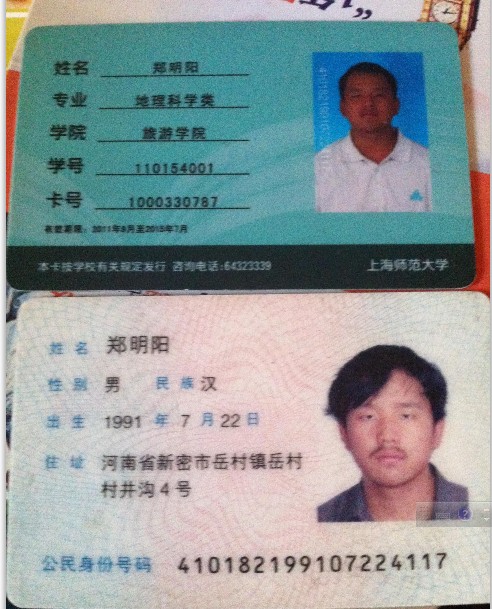 姓名 郑明阳
专业 地理科学类
学院 旅游学院
学号 110154001
卡号 1000330787
有效期限：2011年9月至2015年7月
本卡按学校有关规定发行 咨询电话:64323339 上海师范大学
姓名 郑明阳
性别 男 民族 汉
出生 1991 年 7 月 22 日
住址 河南省新密市岳村镇岳村
村井沟4号
公民身份号码 410182199107224117